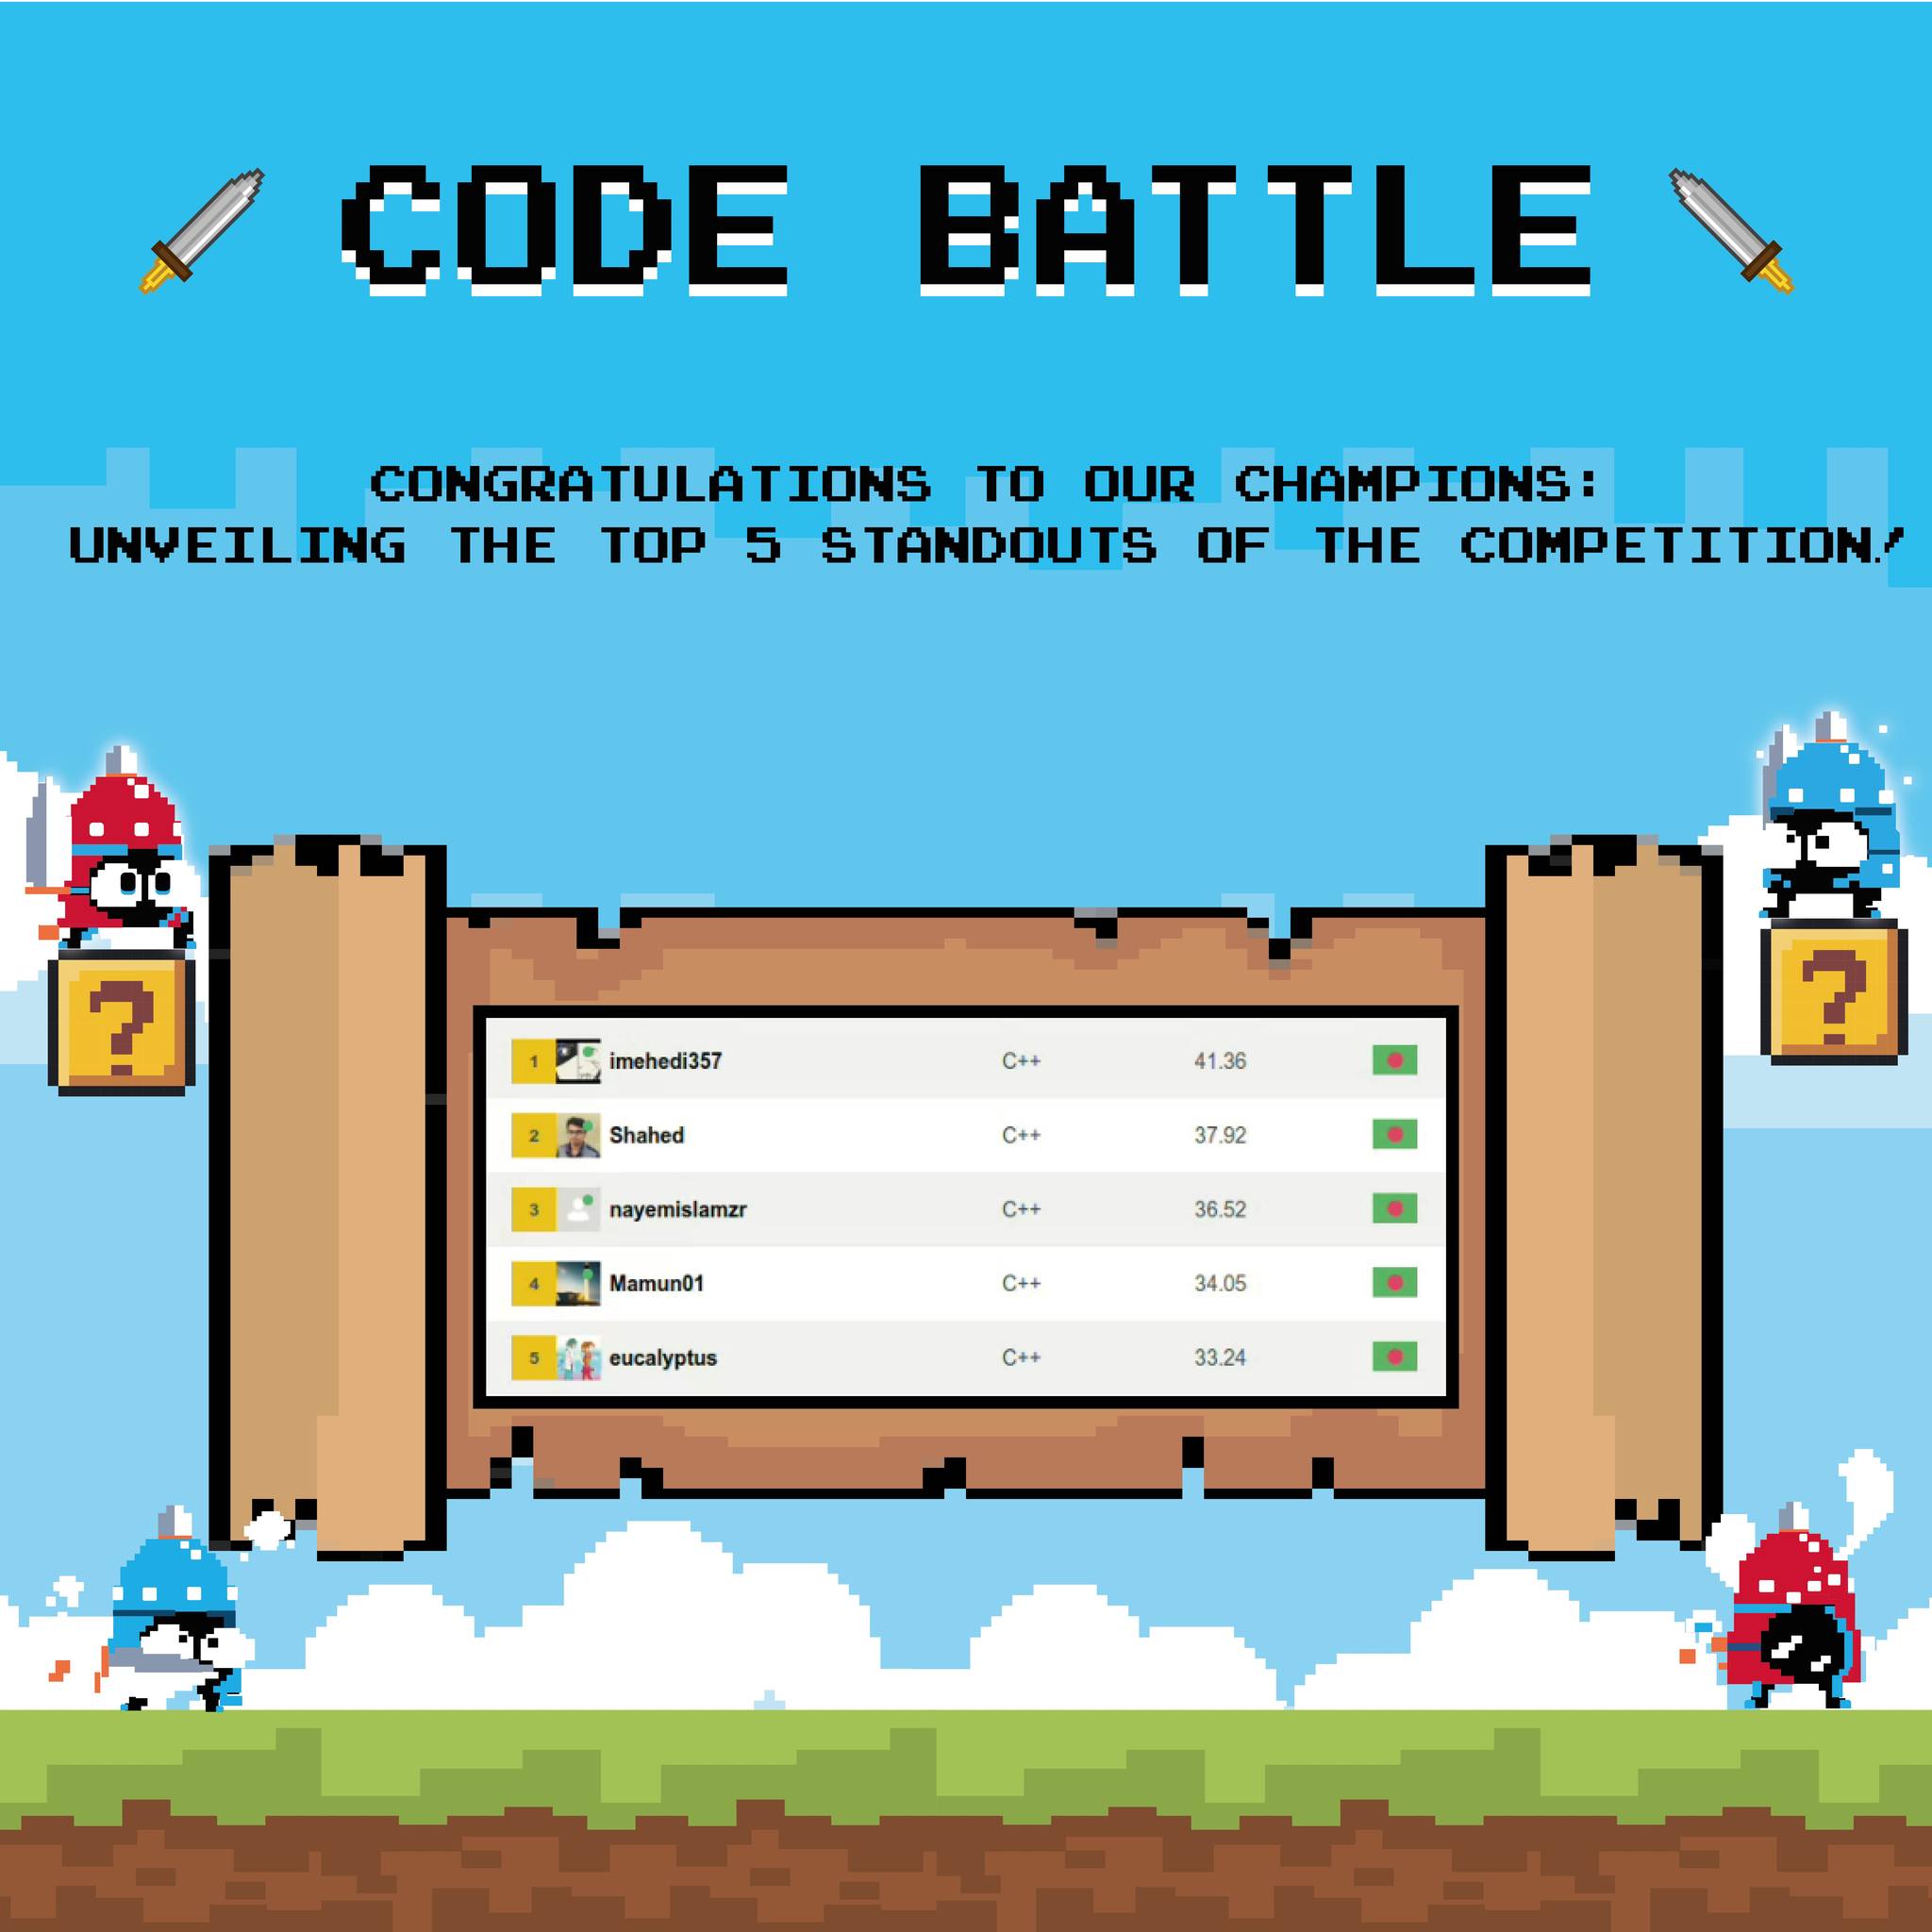 CODE BATTLE
CONGRATULATIONS TO OUR CHAMPIONS:
UNVEILING THE TOP 5 STANDOUTS OF THE COMPETITION!
?
?
1 imehedi357 C++ 41.36
2 Shahed C++ 37.92
3 nayemislamzr C++ 36.52
4 Mamun01 C++ 34.05
5 eucalyptus C++ 33.24